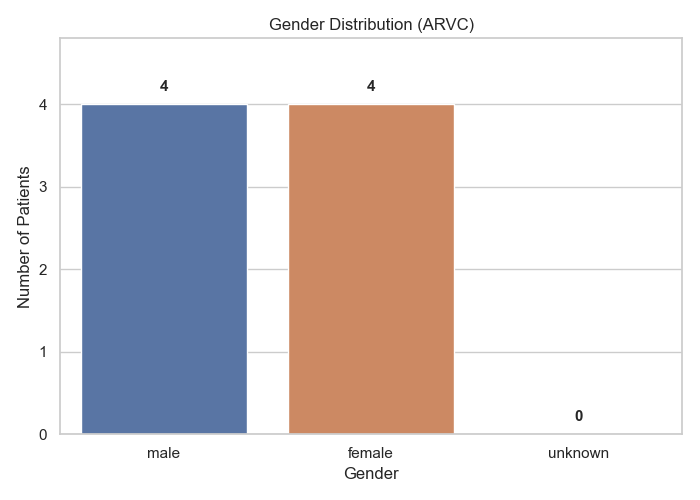 Gender Distribution (ARVC)
4
4
0
4
3
2
1
0
Number of Patients
male
female
unknown
Gender